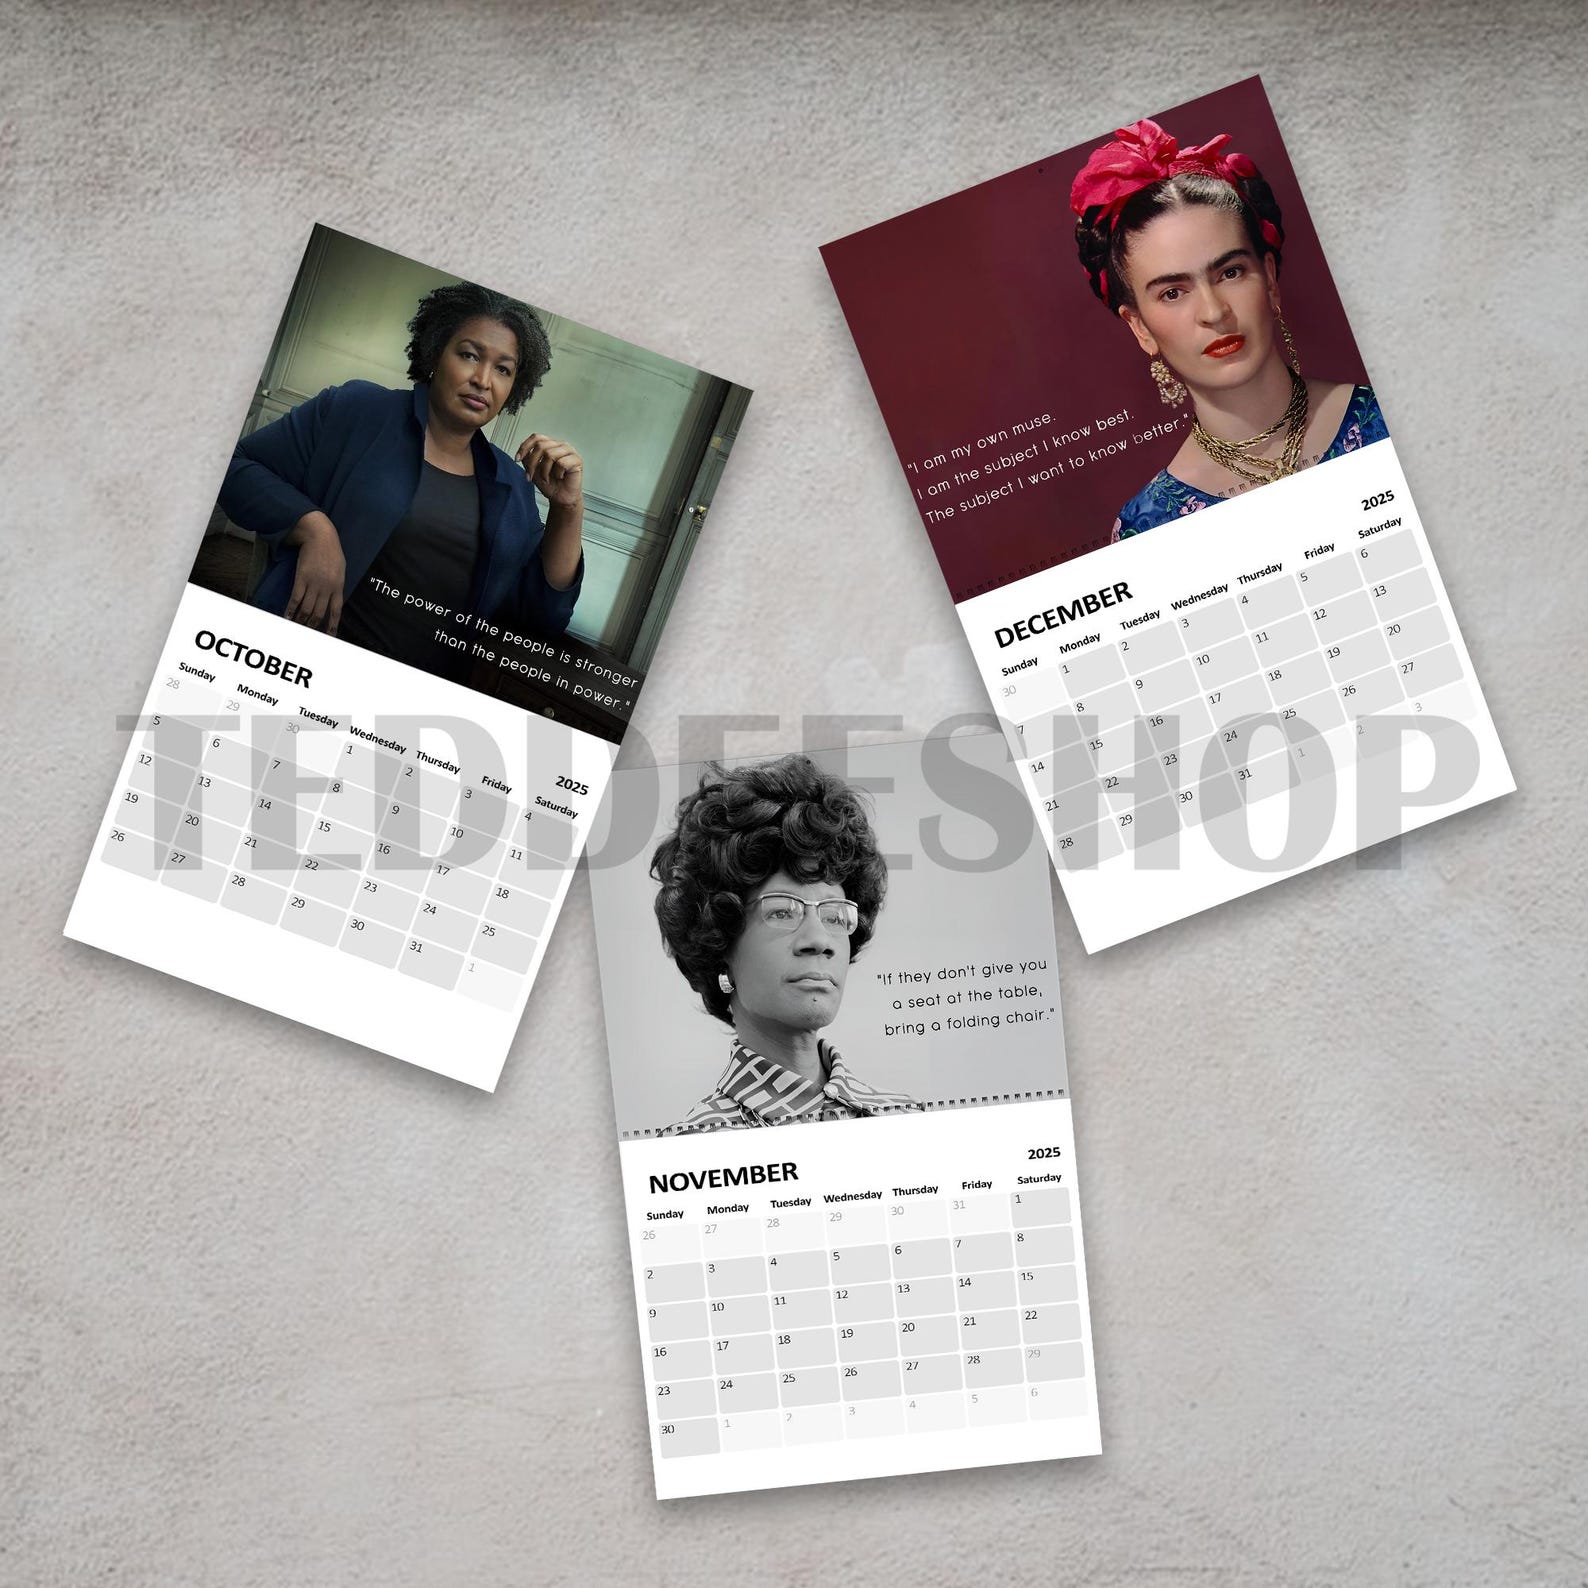 "The power of the people is stronger
than the people in power."
OCTOBER
2025
Sunday Monday Tuesday Wednesday Thursday Friday Saturday
28 29 30 1 2 3 4
5 6 7 8 9 10 11
12 13 14 15 16 17 18
19 20 21 22 23 24 25
26 27 28 29 30 31 1
"I am my own muse.
I am the subject I know best.
The subject I want to know better."
DECEMBER
2025
Sunday Monday Tuesday Wednesday Thursday Friday Saturday
30 1 2 3 4 5 6
7 8 9 10 11 12 13
14 15 16 17 18 19 20
21 22 23 24 25 26 27
28 29 30 31 1 2 3
TEDDEESHOP
"If they don't give you
a seat at the table,
bring a folding chair."
NOVEMBER
2025
Sunday Monday Tuesday Wednesday Thursday Friday Saturday
26 27 28 29 30 31 1
2 3 4 5 6 7 8
9 10 11 12 13 14 15
16 17 18 19 20 21 22
23 24 25 26 27 28 29
30 1 2 3 4 5 6